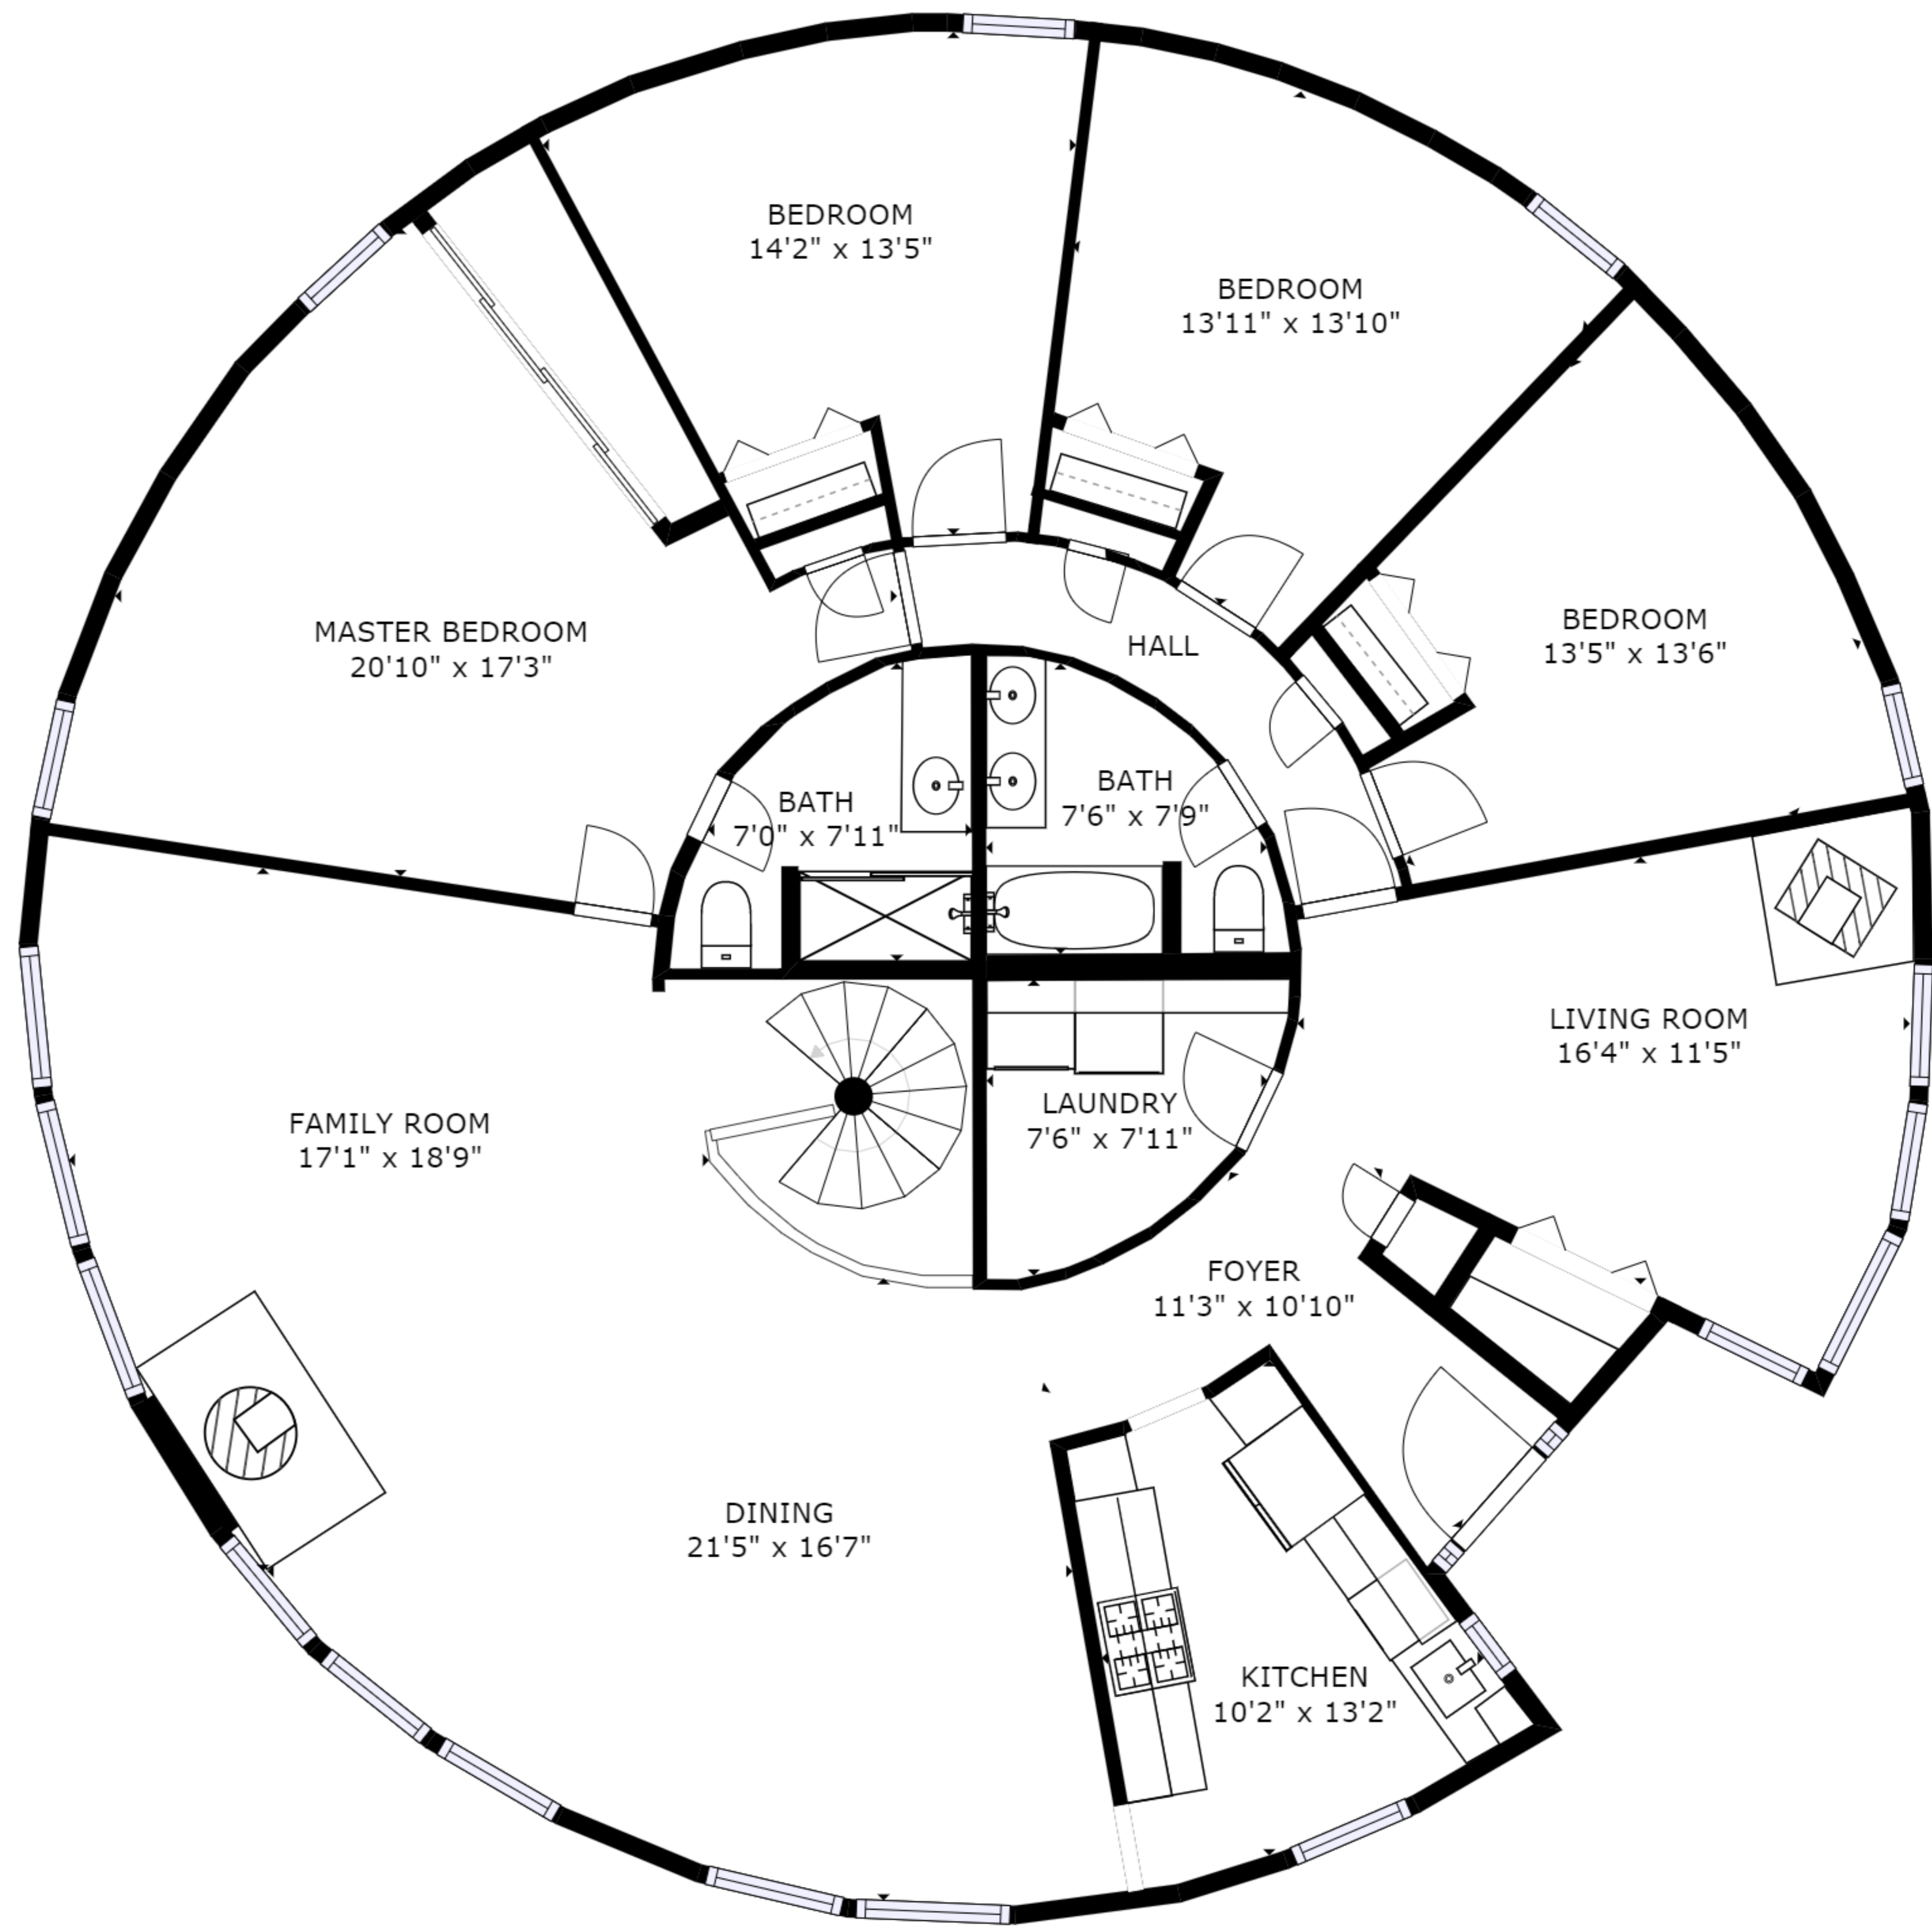 BEDROOM
14'2" x 13'5"
BEDROOM
13'11" x 13'10"
BEDROOM
13'5" x 13'6"
MASTER BEDROOM
20'10" x 17'3"
HALL
BATH
7'0" x 7'11"
BATH
7'6" x 7'9"
LIVING ROOM
16'4" x 11'5"
FAMILY ROOM
17'1" x 18'9"
LAUNDRY
7'6" x 7'11"
FOYER
11'3" x 10'10"
DINING
21'5" x 16'7"
KITCHEN
10'2" x 13'2"